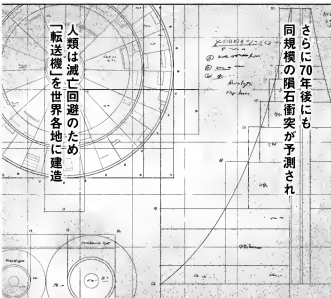 さらに70年後にも
同規模の隕石衝突が予測され
人類は滅亡回避のため
「転送機」を世界各地に建造